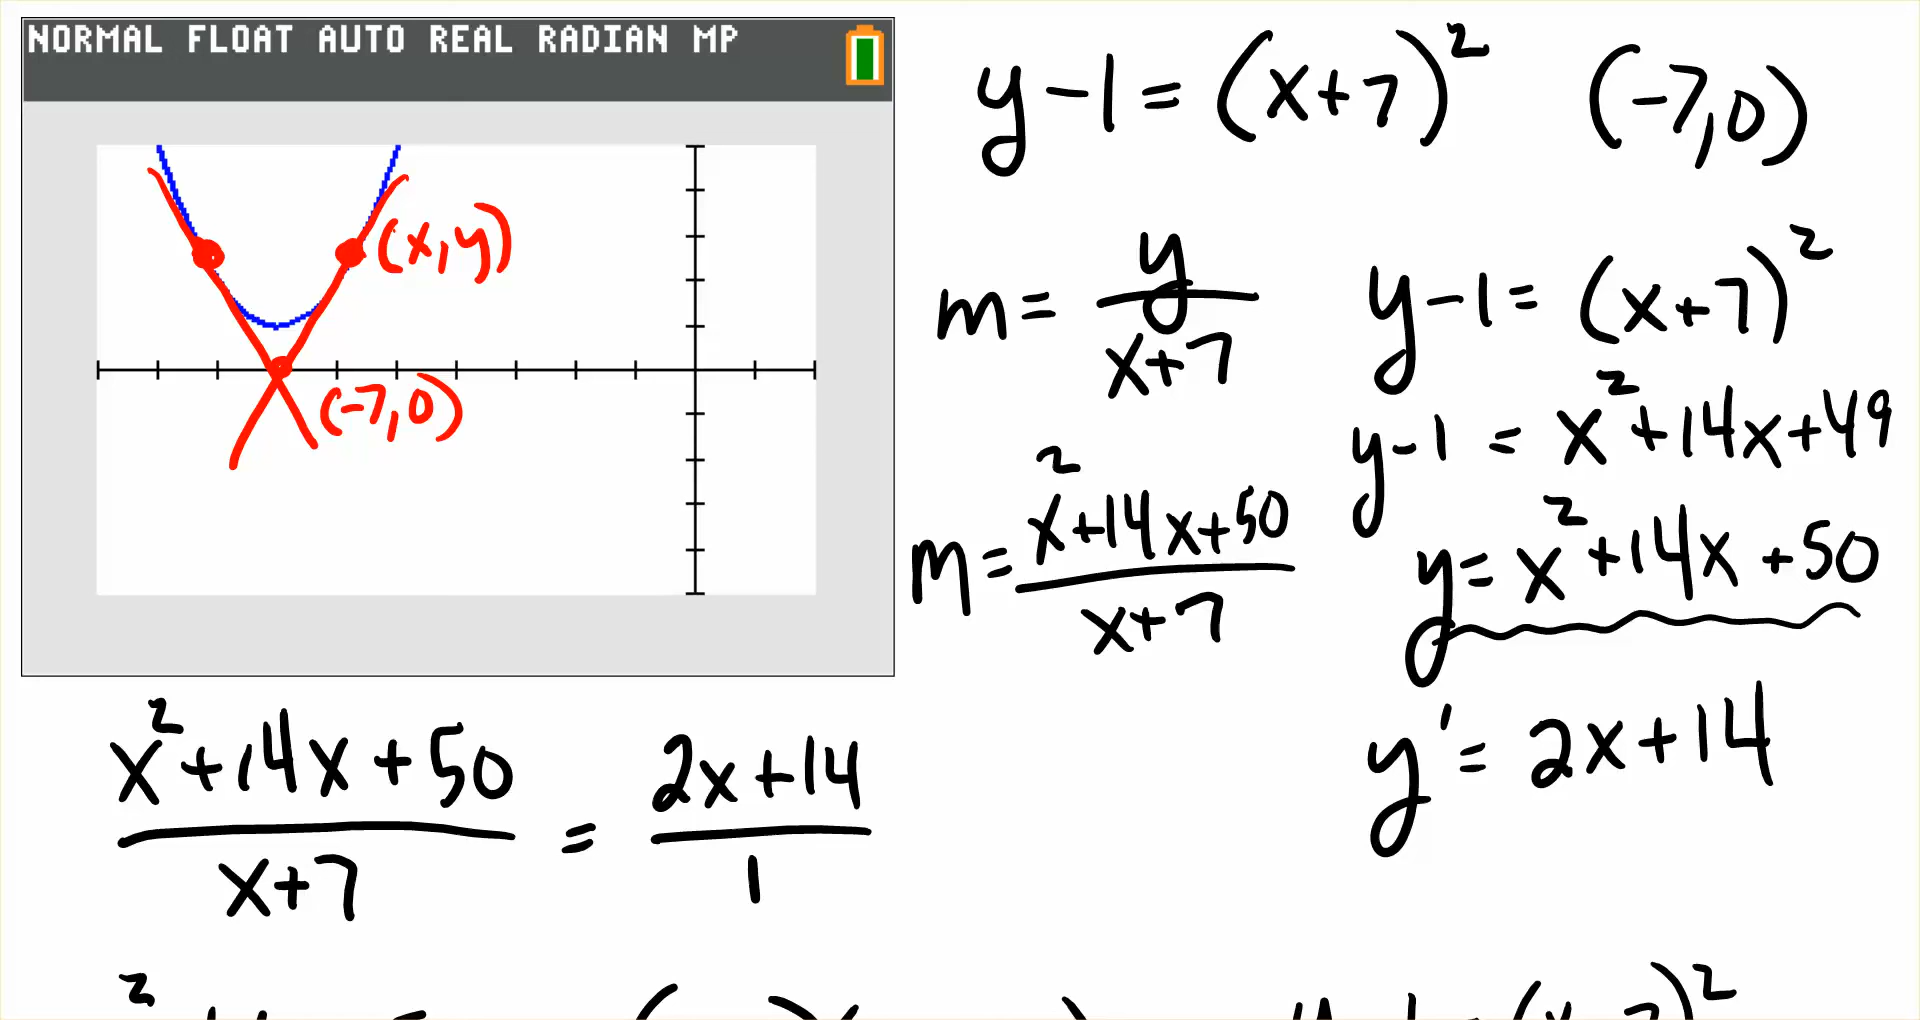 NORMAL FLOAT AUTO REAL RADIAN MP
y-1=(x+7)² (-7,0)
(x,y)
(-7,0)
m= y/(x+7)
y-1=(x+7)²
y-1 = x²+14x+49
m= (x²+14x+50)/(x+7)
y= x²+14x+50
y'= 2x+14
(x²+14x+50)/(x+7) = (2x+14)/1